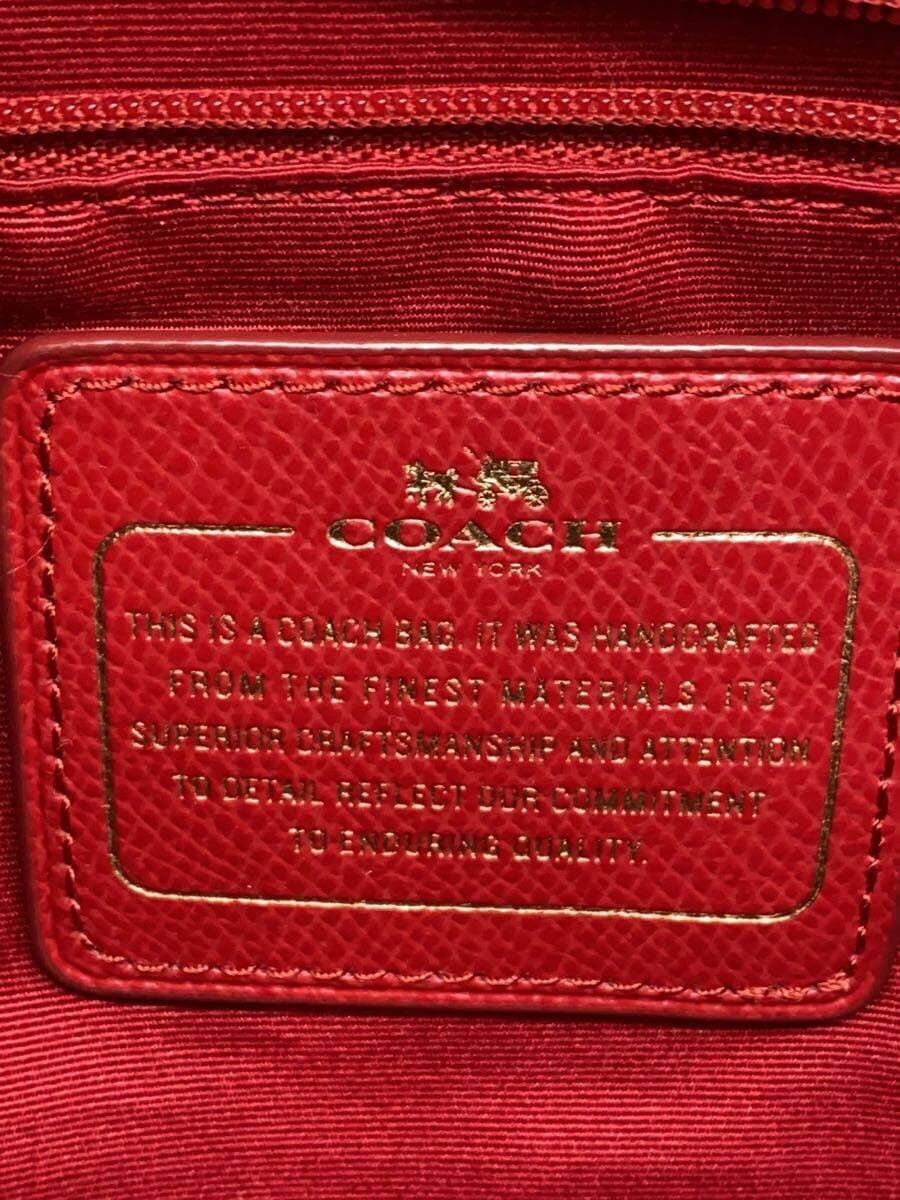 COACH
NEW YORK
THIS IS A COACH BAG. IT WAS HANDCRAFTED
FROM THE FINEST MATERIALS. ITS
SUPERIOR CRAFTSMANSHIP AND ATTENTION
TO DETAIL REFLECT OUR COMMITMENT
TO ENDURING QUALITY.